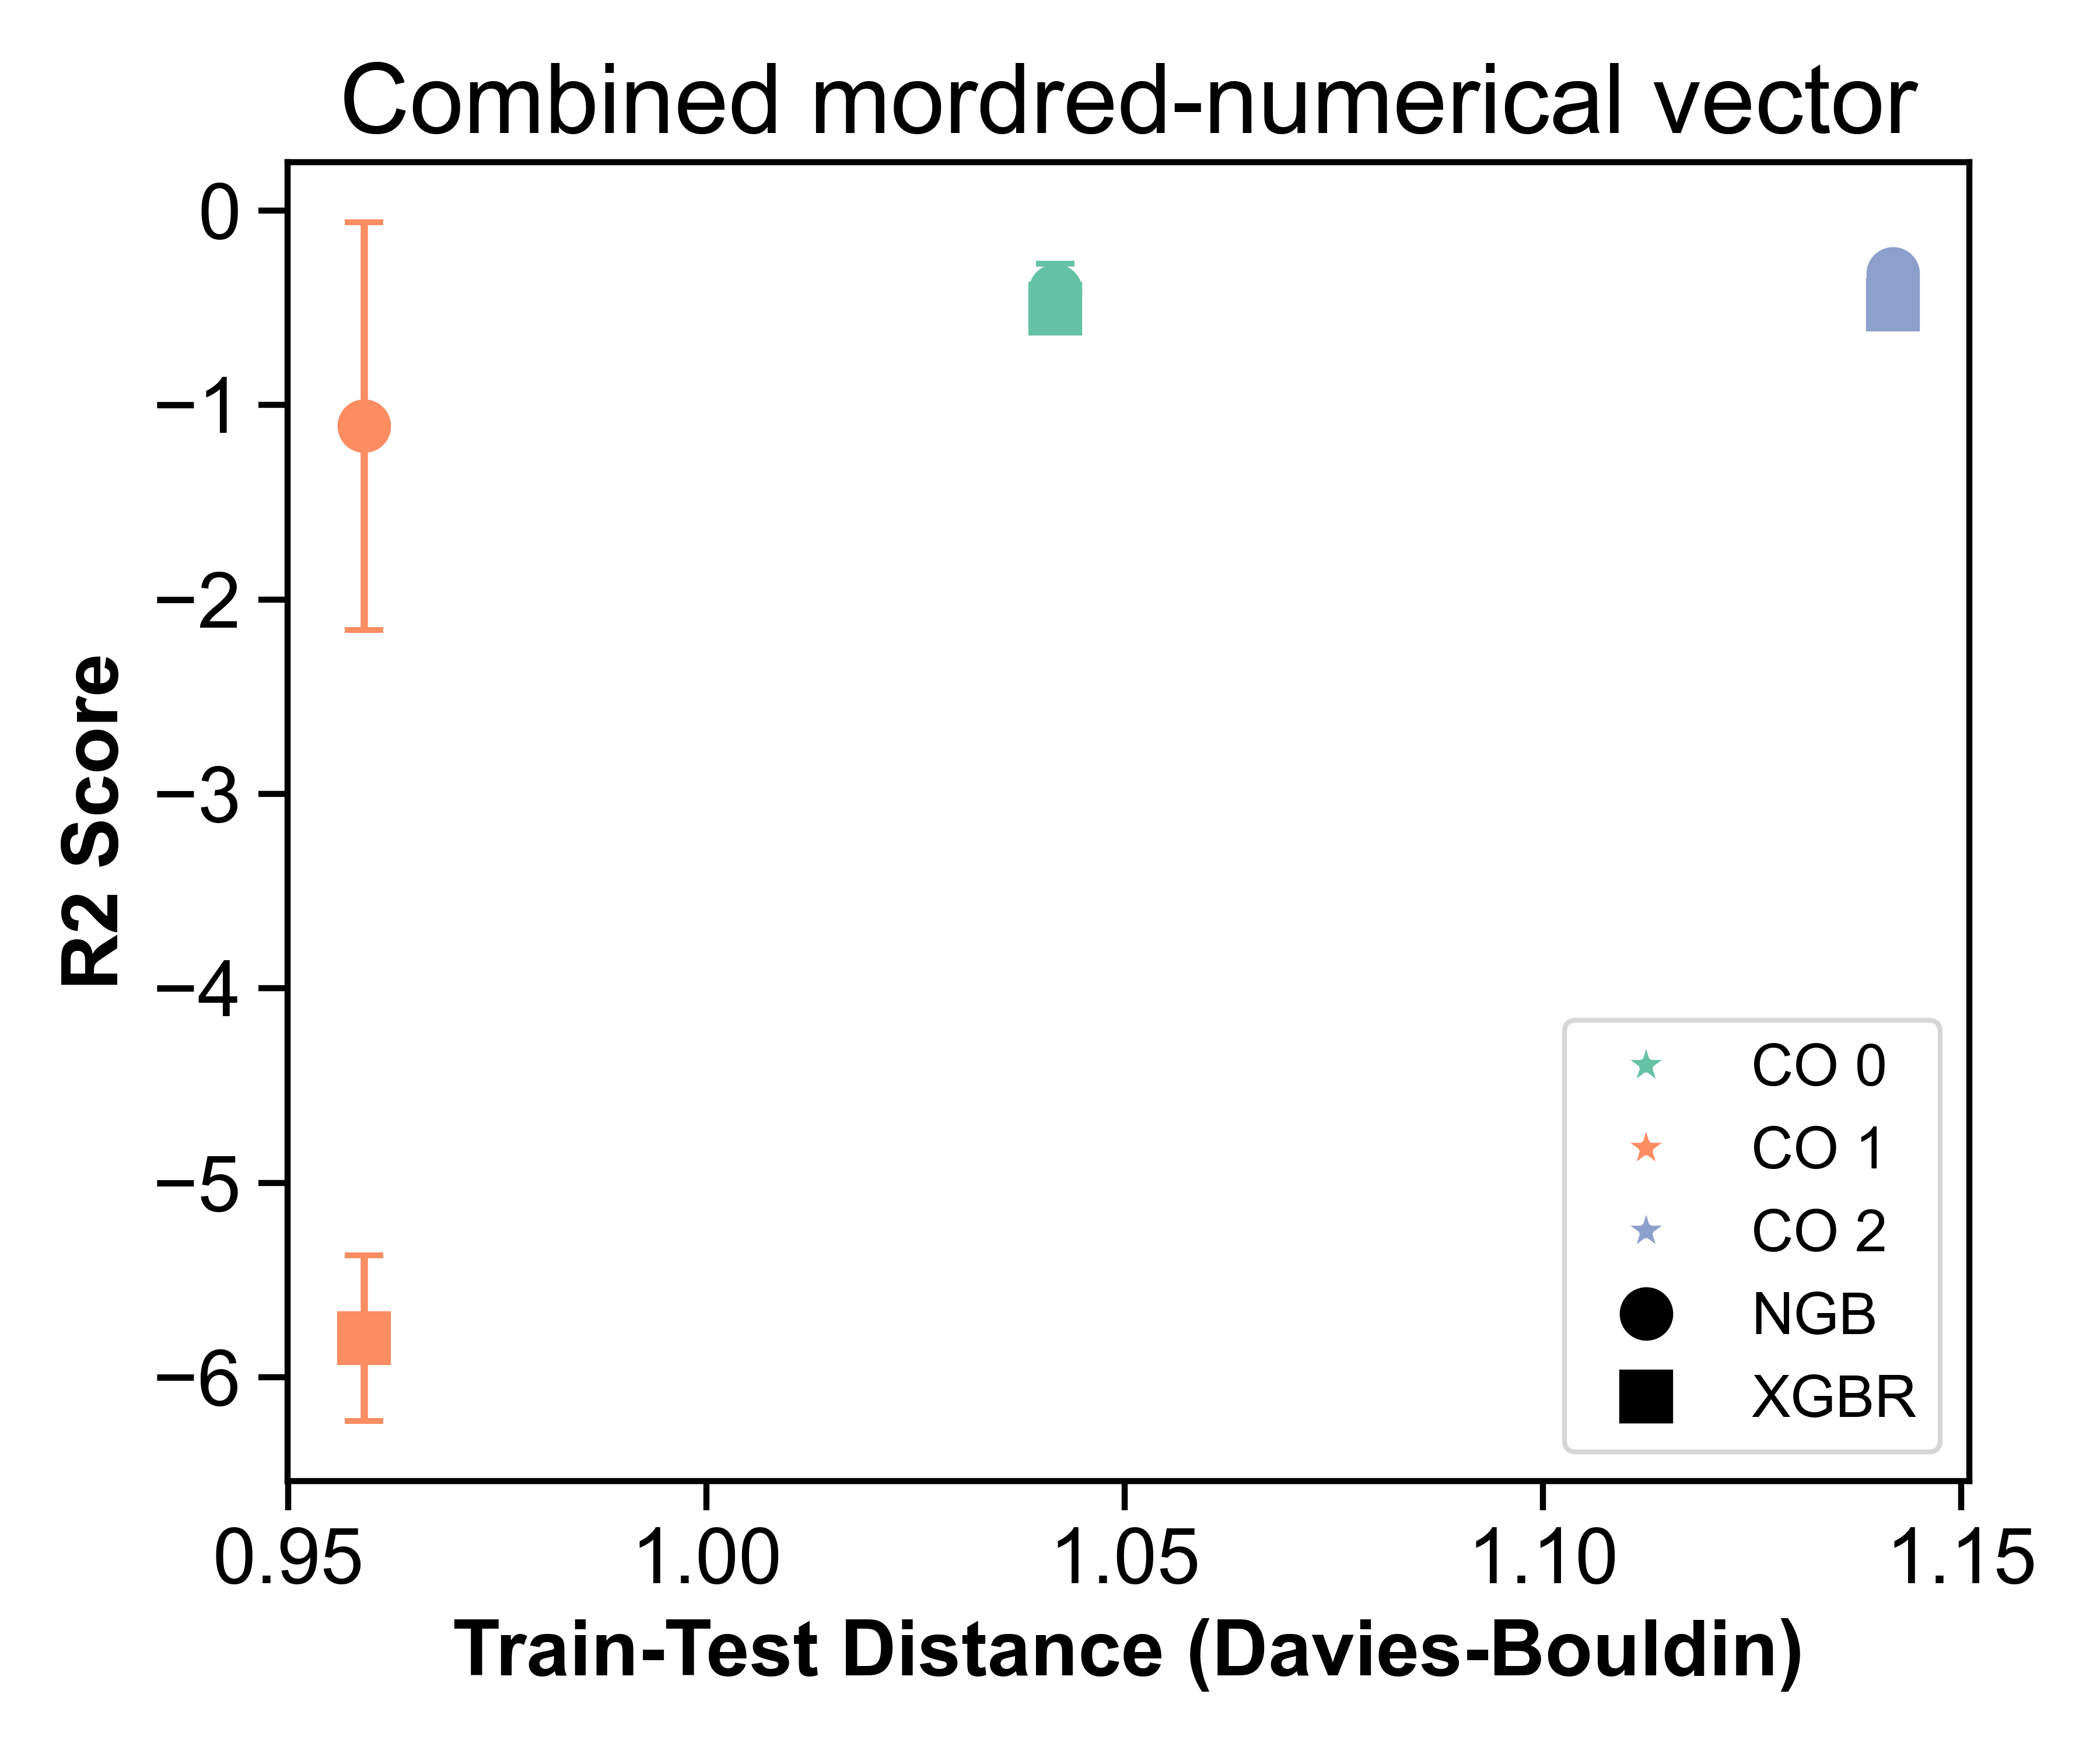 Combined mordred-numerical vector
0
−1
−2
−3
−4
−5
−6
R2 Score
CO 0
CO 1
CO 2
NGB
XGBR
0.95 1.00 1.05 1.10 1.15
Train-Test Distance (Davies-Bouldin)